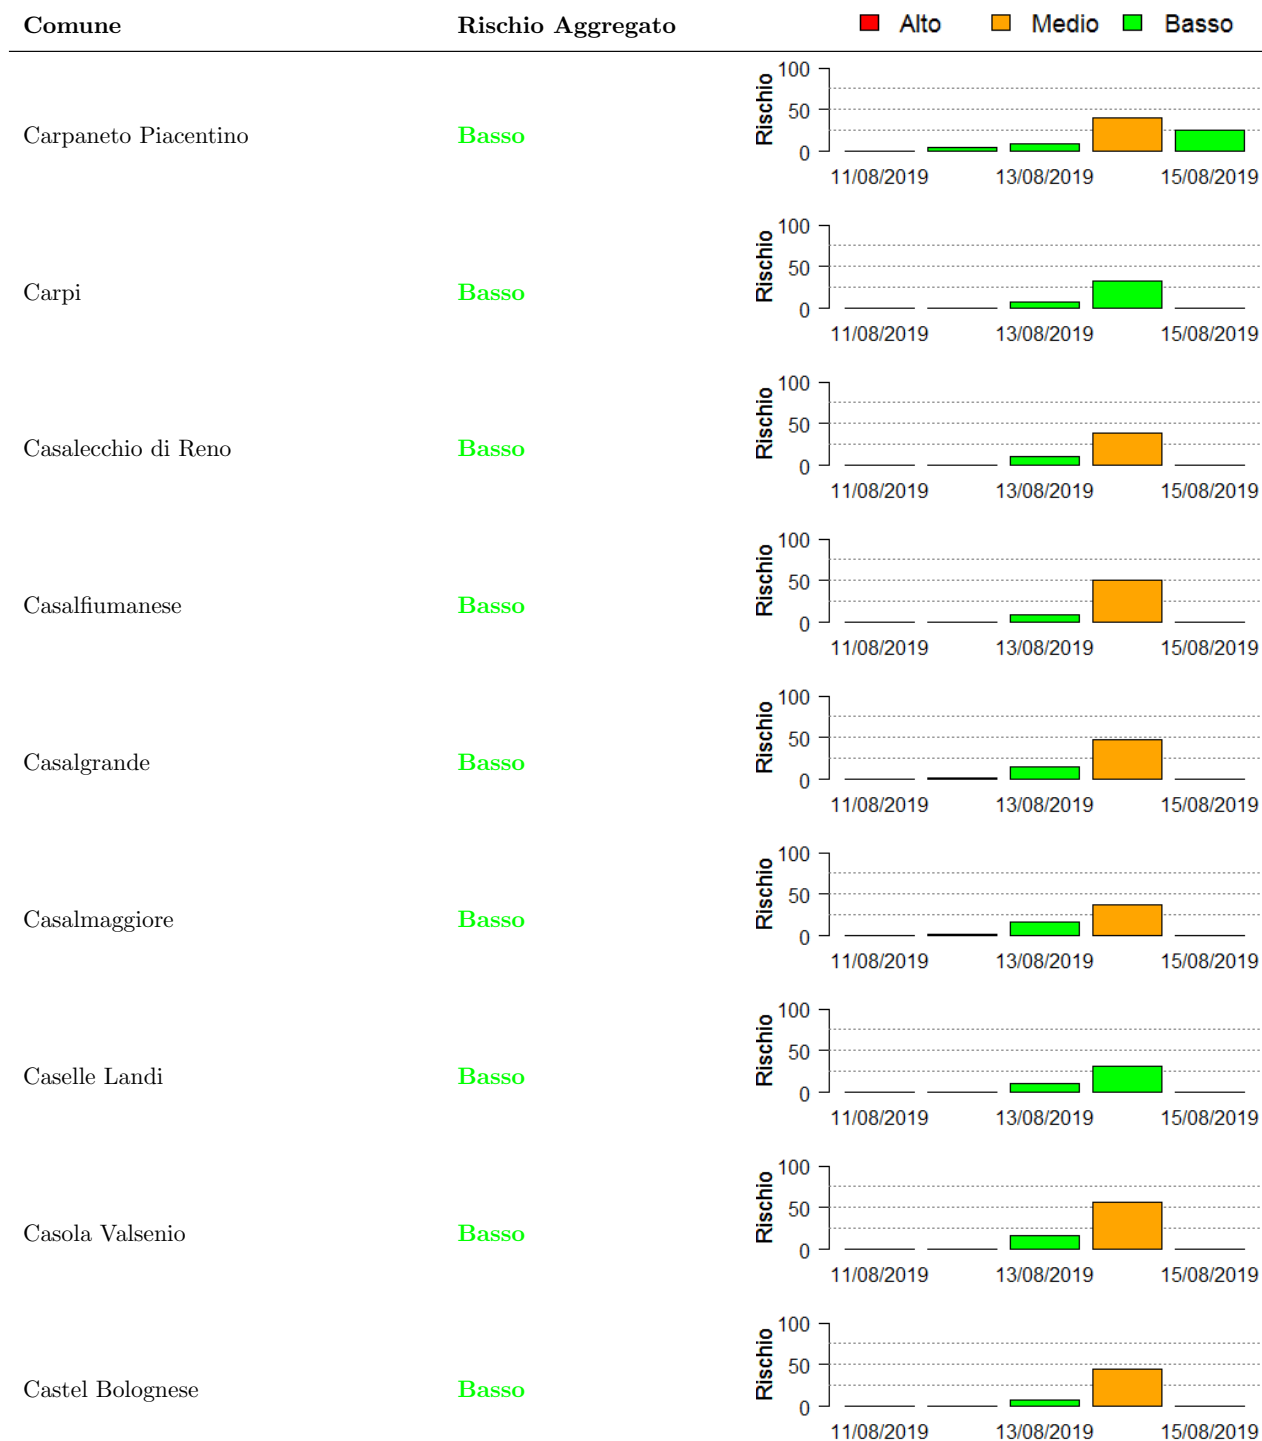 Comune Rischio Aggregato Alto Medio Basso
100
50
0
Rischio
Carpaneto Piacentino Basso
11/08/2019 13/08/2019 15/08/2019
100
50
0
Rischio
Carpi Basso
11/08/2019 13/08/2019 15/08/2019
100
50
0
Rischio
Casalecchio di Reno Basso
11/08/2019 13/08/2019 15/08/2019
100
50
0
Rischio
Casalfiumanese Basso
11/08/2019 13/08/2019 15/08/2019
100
50
0
Rischio
Casalgrande Basso
11/08/2019 13/08/2019 15/08/2019
100
50
0
Rischio
Casalmaggiore Basso
11/08/2019 13/08/2019 15/08/2019
100
50
0
Rischio
Caselle Landi Basso
11/08/2019 13/08/2019 15/08/2019
100
50
0
Rischio
Casola Valsenio Basso
11/08/2019 13/08/2019 15/08/2019
100
50
0
Rischio
Castel Bolognese Basso
11/08/2019 13/08/2019 15/08/2019